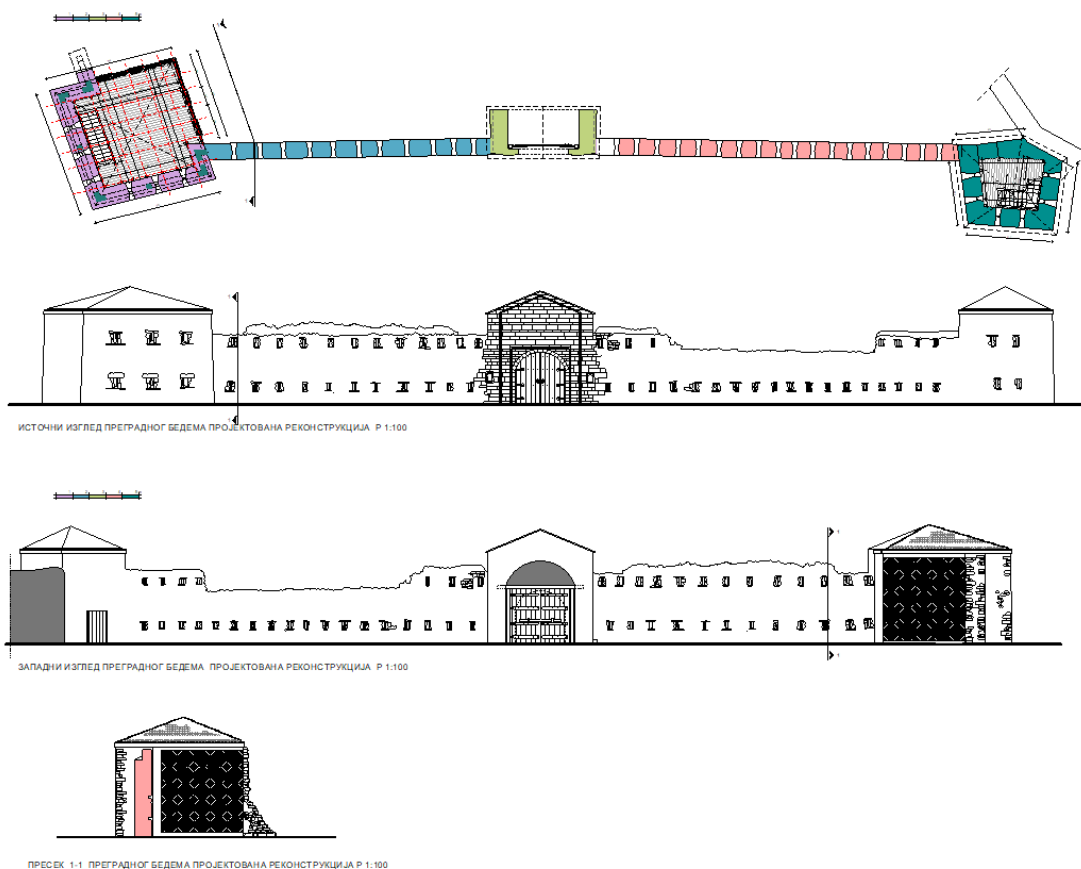 ИСТОЧНИ ИЗГЛЕД ПРЕГРАДНОГ БЕДЕМА ПРОЈЕКТОВАНА РЕКОНСТРУКЦИЈА Р 1:100
ЗАПАДНИ ИЗГЛЕД ПРЕГРАДНОГ БЕДЕМА ПРОЈЕКТОВАНА РЕКОНСТРУКЦИЈА Р 1:100
ПРЕСЕК 1-1 ПРЕГРАДНОГ БЕДЕМА ПРОЈЕКТОВАНА РЕКОНСТРУКЦИЈА Р 1:100